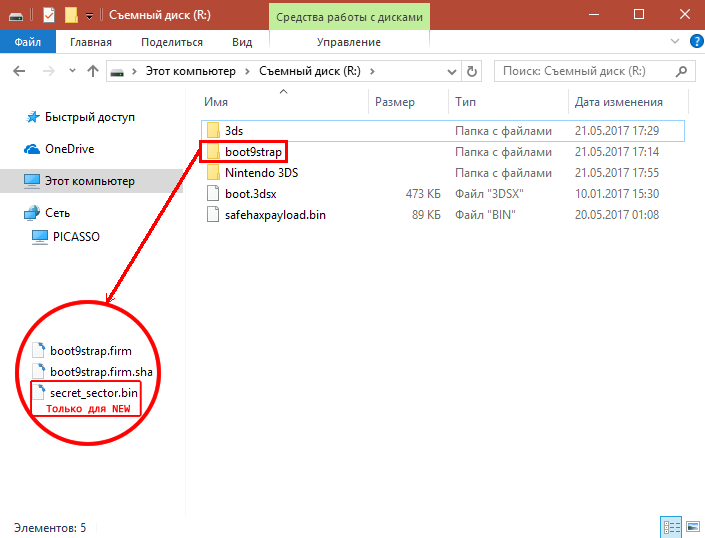 Съемный диск (R:)
Средства работы с дисками
Файл Главная Поделиться Вид Управление
Этот компьютер Съемный диск (R:)
Поиск: Съемный диск (R:)
Имя Размер Тип Дата изменения
Быстрый доступ
OneDrive
Этот компьютер
Сеть
PICASSO
3ds Папка с файлами 21.05.2017 17:29
boot9strap Папка с файлами 21.05.2017 17:14
Nintendo 3DS Папка с файлами 21.05.2017 17:55
boot.3dsx 473 КБ Файл "3DSX" 10.01.2017 15:30
safehaxpayload.bin 89 КБ Файл "BIN" 20.05.2017 01:08
boot9strap.firm
boot9strap.firm.sha
secret_sector.bin
Только для NEW
Элементов: 5